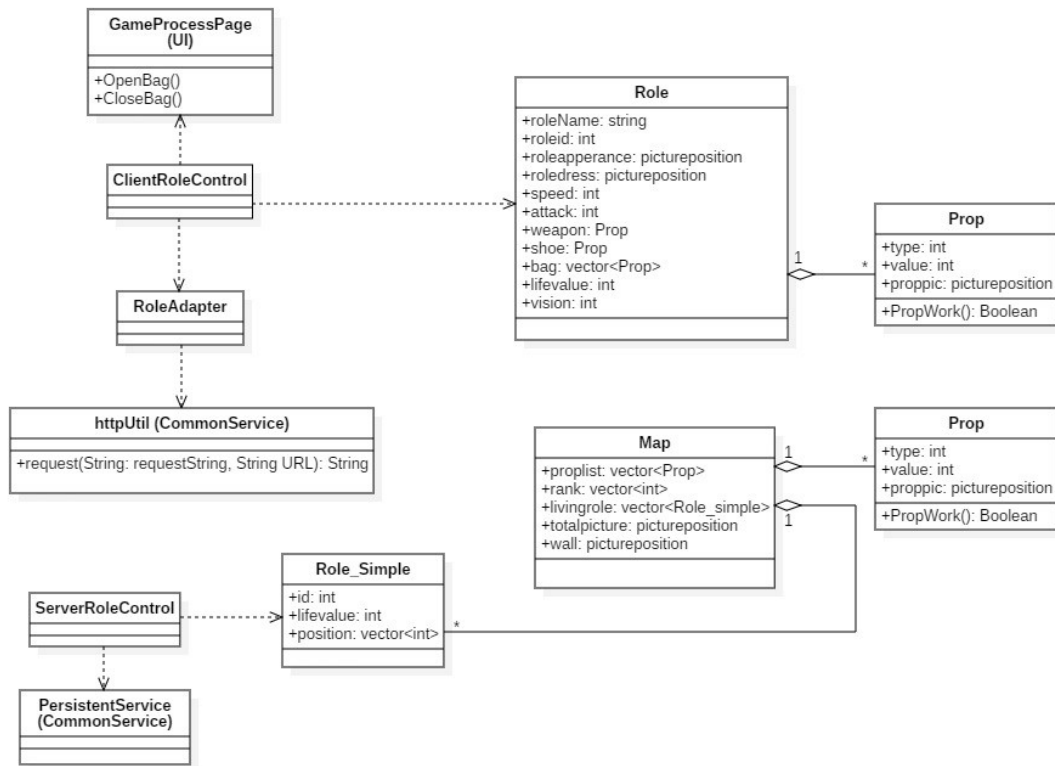 GameProcessPage
(UI)
+OpenBag()
+CloseBag()
ClientRoleControl
RoleAdapter
httpUtil (CommonService)
+request(String: requestString, String URL): String
Role
+roleName: string
+roleid: int
+roleapperance: pictureposition
+roledress: pictureposition
+speed: int
+attack: int
+weapon: Prop
+shoe: Prop
+bag: vector<Prop>
+lifevalue: int
+vision: int
1
*
Prop
+type: int
+value: int
+proppic: pictureposition
+PropWork(): Boolean
Map
+proplist: vector<Prop>
+rank: vector<int>
+livingrole: vector<Role_simple>
+totalpicture: pictureposition
+wall: pictureposition
1
*
1
Prop
+type: int
+value: int
+proppic: pictureposition
+PropWork(): Boolean
Role_Simple
+id: int
+lifevalue: int
+position: vector<int>
*
ServerRoleControl
PersistentService
(CommonService)